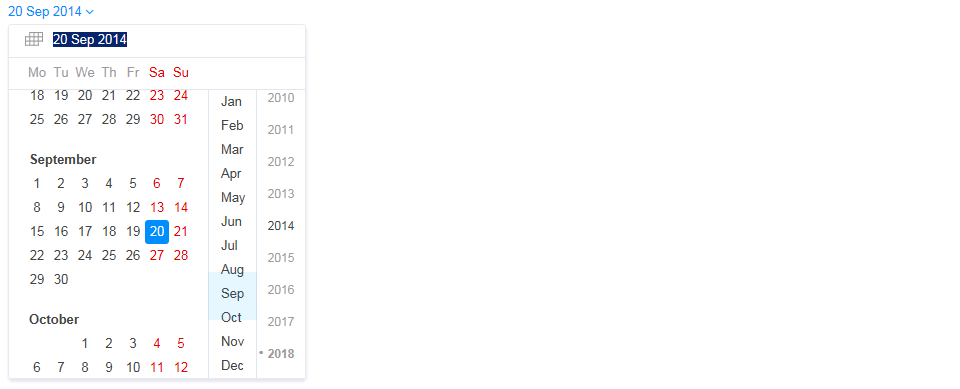 20 Sep 2014
20 Sep 2014
Mo Tu We Th Fr Sa Su
18 19 20 21 22 23 24
25 26 27 28 29 30 31
September
1 2 3 4 5 6 7
8 9 10 11 12 13 14
15 16 17 18 19 20 21
22 23 24 25 26 27 28
29 30
October
1 2 3 4 5
6 7 8 9 10 11 12
Jan
Feb
Mar
Apr
May
Jun
Jul
Aug
Sep
Oct
Nov
Dec
2010
2011
2012
2013
2014
2015
2016
2017
• 2018